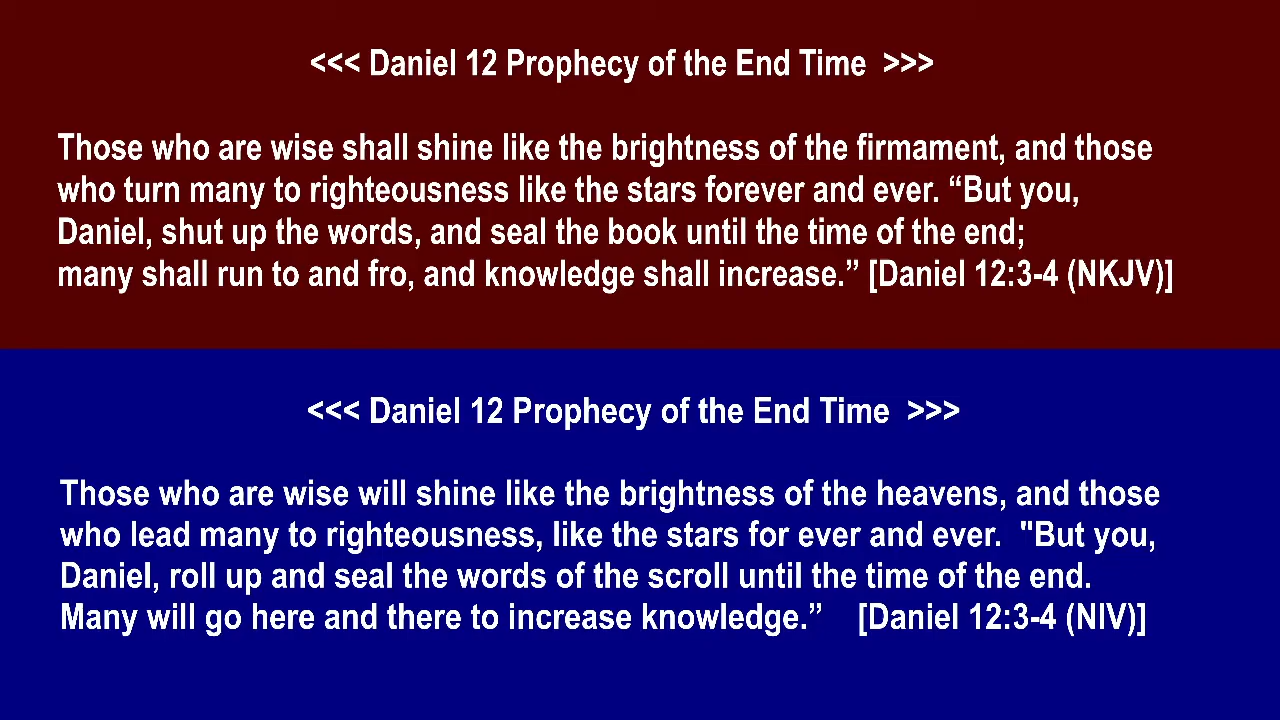 <<< Daniel 12 Prophecy of the End Time >>>
Those who are wise shall shine like the brightness of the firmament, and those
who turn many to righteousness like the stars forever and ever. “But you,
Daniel, shut up the words, and seal the book until the time of the end;
many shall run to and fro, and knowledge shall increase.” [Daniel 12:3-4 (NKJV)]
<<< Daniel 12 Prophecy of the End Time >>>
Those who are wise will shine like the brightness of the heavens, and those
who lead many to righteousness, like the stars for ever and ever. "But you,
Daniel, roll up and seal the words of the scroll until the time of the end.
Many will go here and there to increase knowledge.” [Daniel 12:3-4 (NIV)]